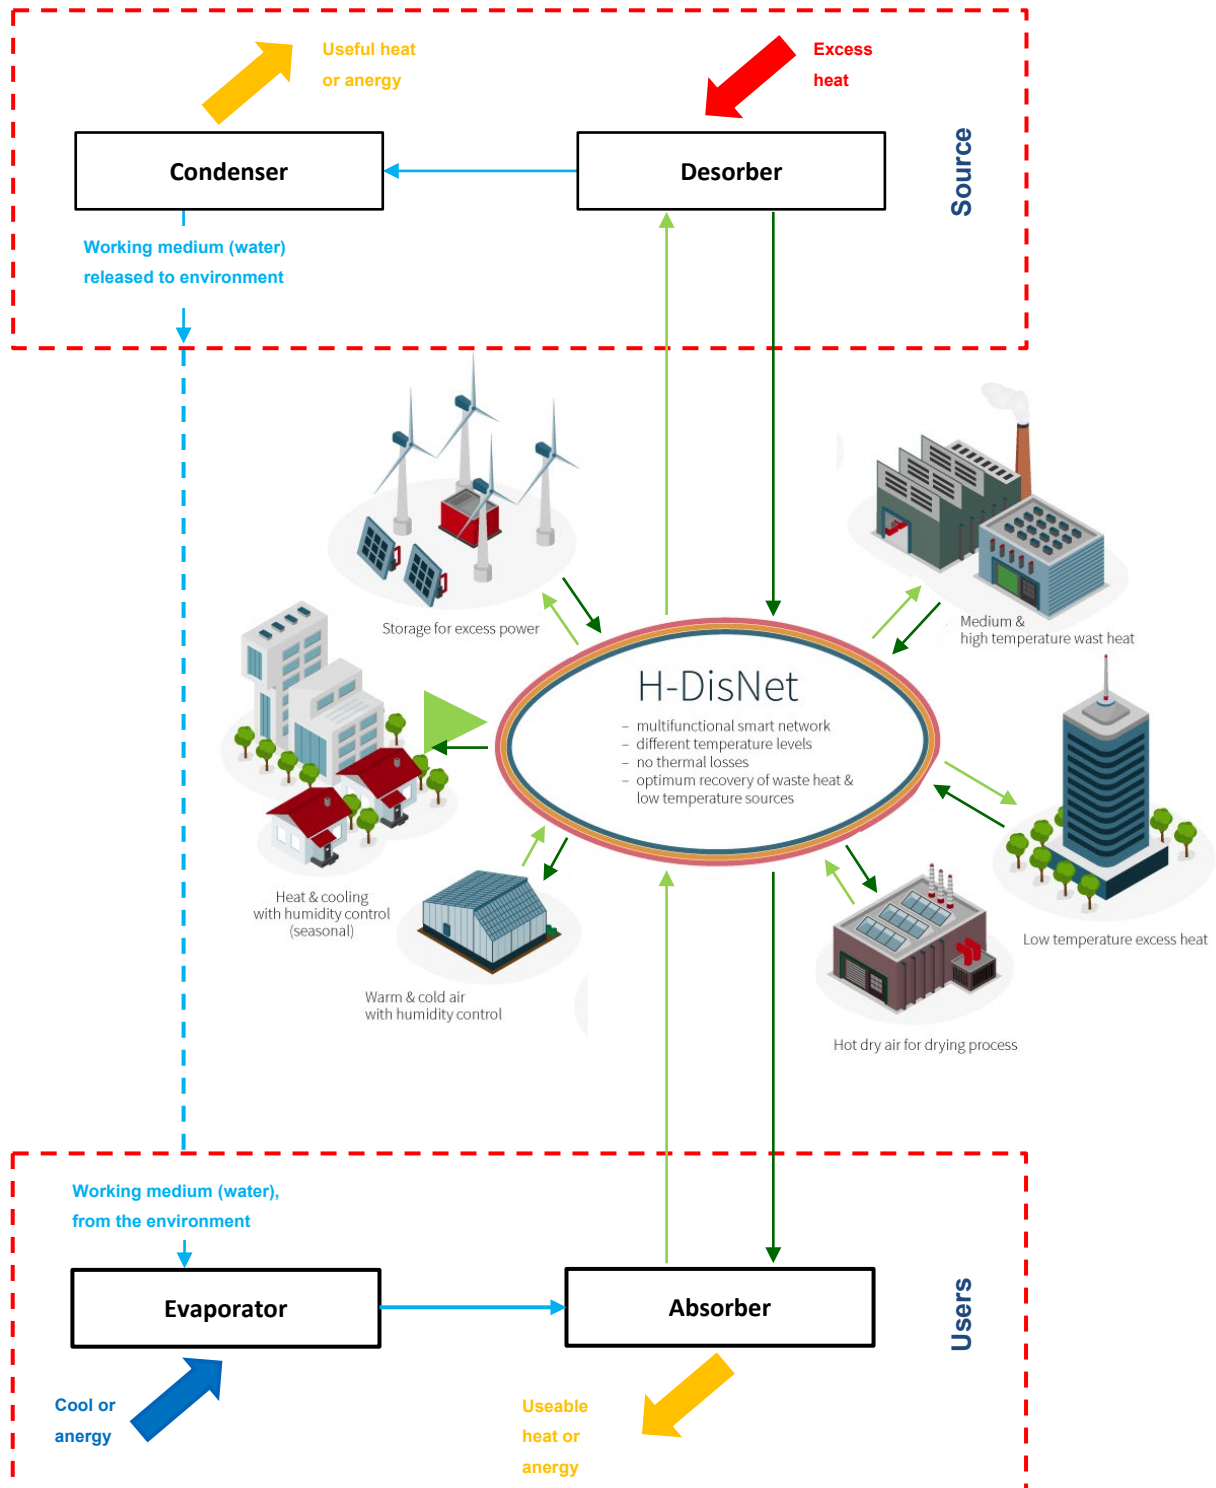 Useful heat
or anergy
Excess
heat
Condenser
Desorber
Source
Working medium (water)
released to environment
Storage for excess power
Medium &
high temperature wast heat
H-DisNet
– multifunctional smart network
– different temperature levels
– no thermal losses
– optimum recovery of waste heat &
low temperature sources
Heat & cooling
with humidity control
(seasonal)
Low temperature excess heat
Warm & cold air
with humidity control
Hot dry air for drying process
Working medium (water),
from the environment
Evaporator
Absorber
Users
Cool or
anergy
Useable
heat or
anergy